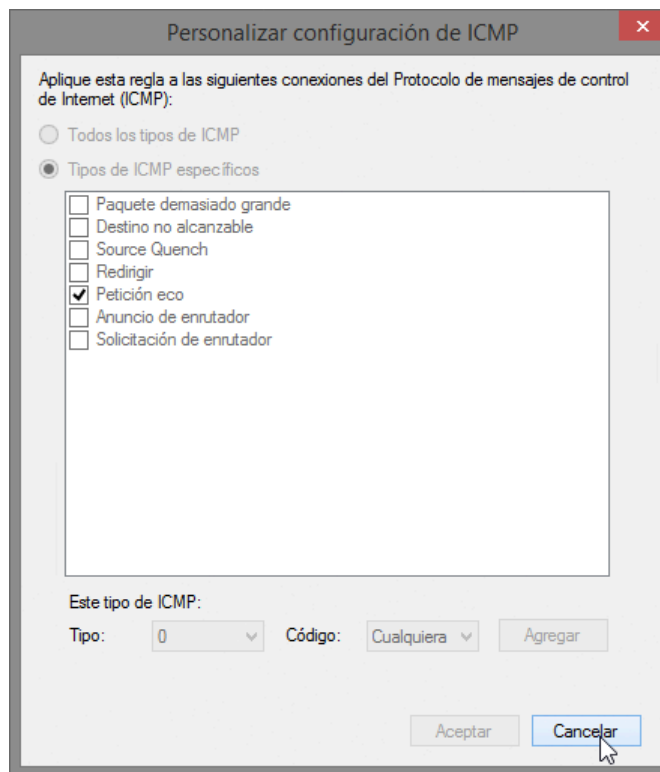 Personalizar configuración de ICMP
Aplique esta regla a las siguientes conexiones del Protocolo de mensajes de control
de Internet (ICMP):
Todos los tipos de ICMP
Tipos de ICMP específicos
Paquete demasiado grande
Destino no alcanzable
Source Quench
Redirigir
Petición eco
Anuncio de enrutador
Solicitación de enrutador
Este tipo de ICMP:
Tipo: 0 Código: Cualquiera Agregar
Aceptar Cancelar